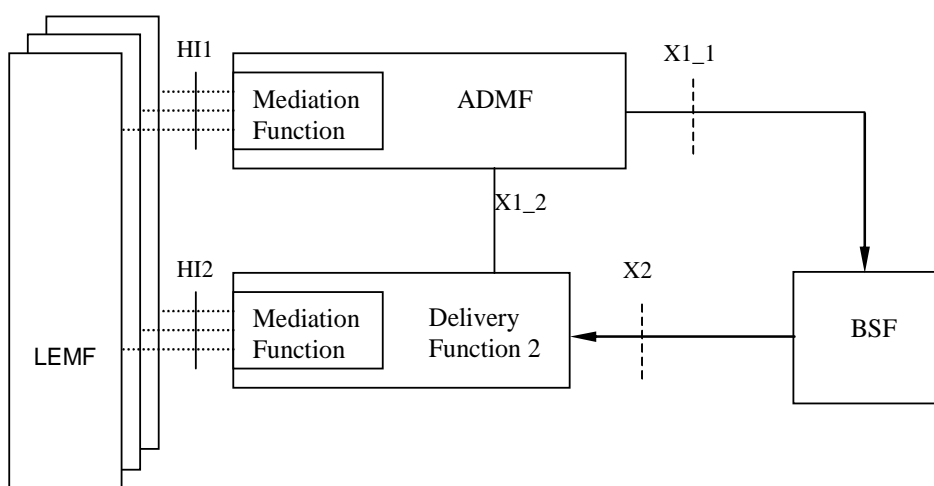 HI1
X1_1
Mediation
Function
ADMF
X1_2
HI2
X2
Mediation
Function
Delivery
Function 2
BSF
LEMF